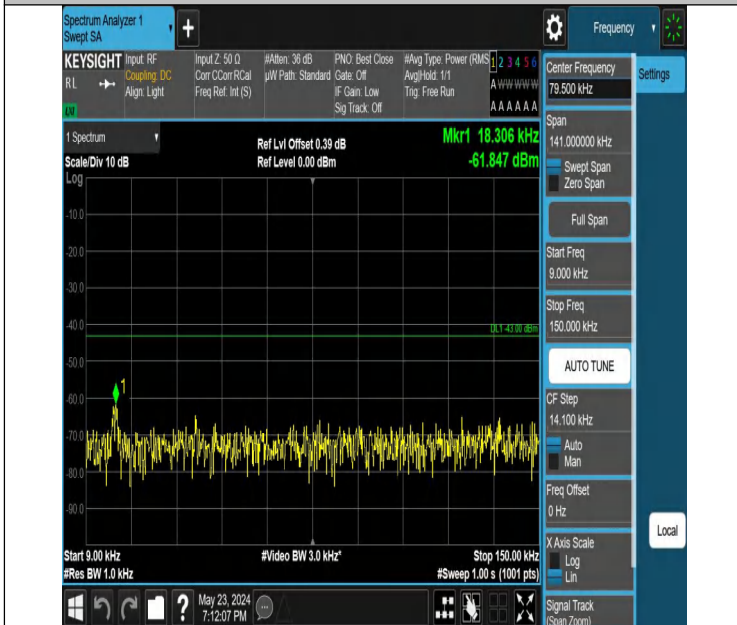 Spectrum Analyzer 1
Swept SA
+
Frequency
KEYSIGHT
RL
Input: RF
Coupling: DC
Align: Light
Input Z: 50 Ω
Corr CCorr RCal
Freq Ref: Int (S)
#Atten: 36 dB
µW Path: Standard
PNO: Best Close
Gate: Off
IF Gain: Low
Sig Track: Off
#Avg Type: Power (RMS
Avg|Hold: 1/1
Trig: Free Run
1 2 3 4 5 6
A W W W W W
A A A A A A
1 Spectrum
Scale/Div 10 dB
Ref Lvl Offset 0.39 dB
Ref Level 0.00 dBm
Mkr1 18.306 kHz
-61.847 dBm
Log
-10.0
-20.0
-30.0
-40.0
DL1 -43.00 dBm
-50.0
1
-60.0
-70.0
-80.0
-90.0
Start 9.00 kHz
#Video BW 3.0 kHz*
Stop 150.00 kHz
#Res BW 1.0 kHz
#Sweep 1.00 s (1001 pts)
?
May 23, 2024
7:12:07 PM
Center Frequency
79.500 kHz
Settings
Span
141.000000 kHz
Swept Span
Zero Span
Full Span
Start Freq
9.000 kHz
Stop Freq
150.000 kHz
AUTO TUNE
CF Step
14.100 kHz
Auto
Man
Freq Offset
0 Hz
X Axis Scale
Log
Lin
Local
Signal Track
(Span Zoom)